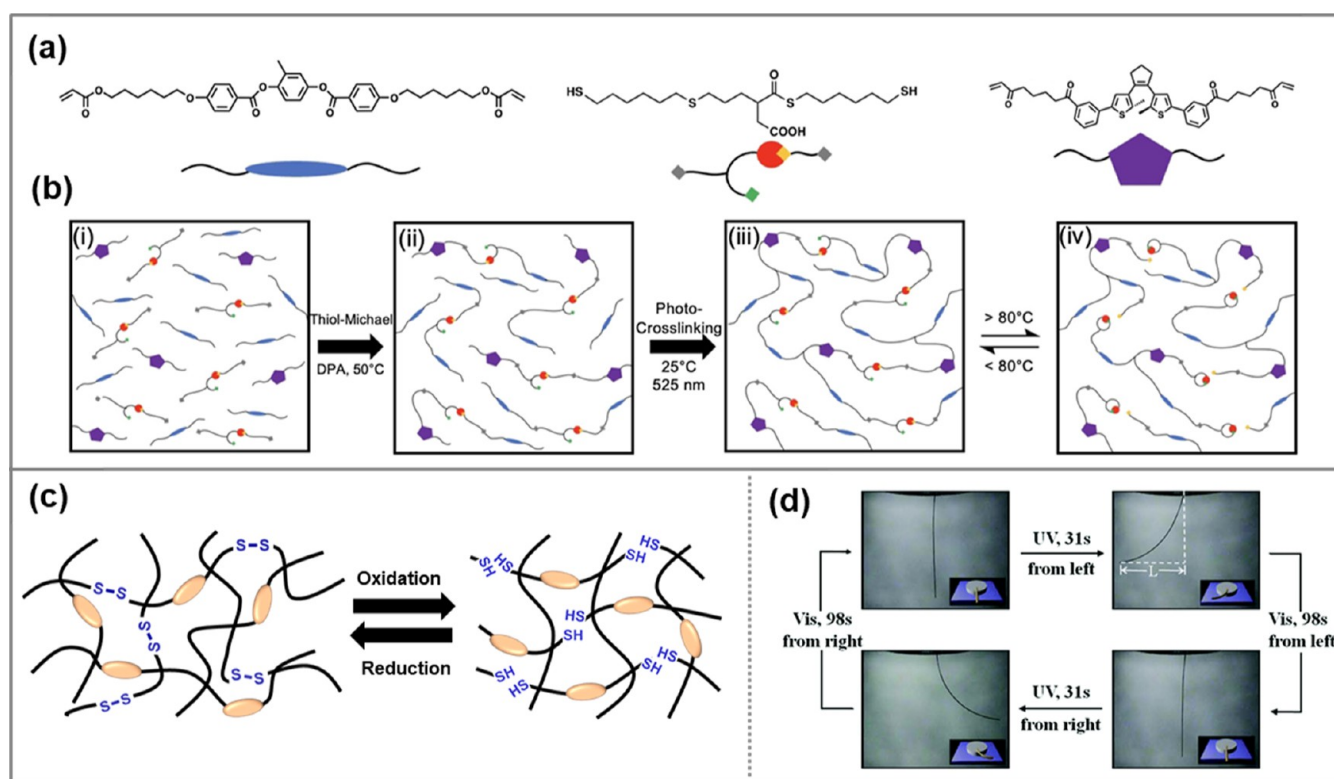 (a)
O
O
O
O
O
O
O
O
O
O
HS
S
O
S
SH
COOH
O
O
S
S
O
O
(b)
(i)
Thiol-Michael
DPA, 50°C
(ii)
Photo-
Crosslinking
25°C
525 nm
(iii)
> 80°C
< 80°C
(iv)
(c)
S-S
S-S
S-S
S-S
S-S
Oxidation
Reduction
HS
SH
SH
HS
HS
SH
SH
HS
SH
HS
(d)
UV, 31s
from left
L
Vis, 98s
from right
Vis, 98s
from left
UV, 31s
from right